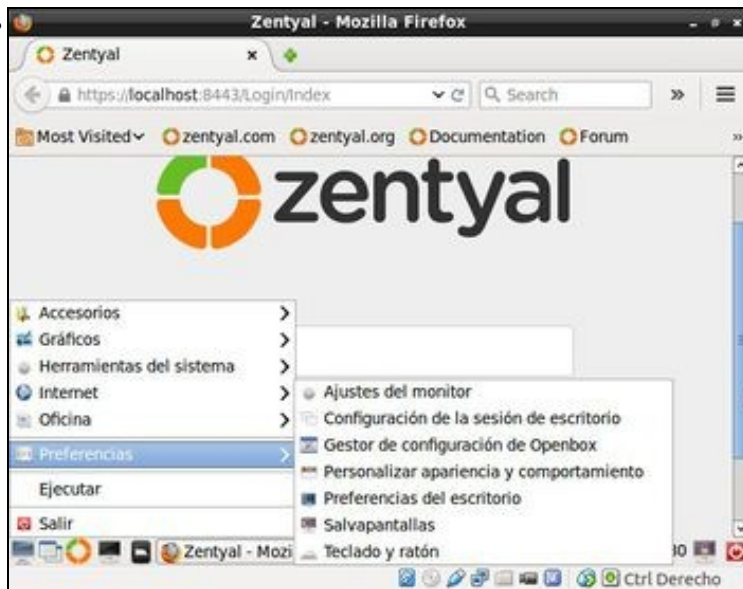 Zentyal - Mozilla Firefox
Zentyal
https://localhost:8443/Login/Index
Search
Most Visited
zentyal.com
zentyal.org
Documentation
Forum
zentyal
Accesorios
Gráficos
Herramientas del sistema
Internet
Oficina
Preferencias
Ejecutar
Salir
Ajustes del monitor
Configuración de la sesión de escritorio
Gestor de configuración de Openbox
Personalizar apariencia y comportamiento
Preferencias del escritorio
Salvapantallas
Teclado y ratón
Zentyal - Mozi
Ctrl Derecho